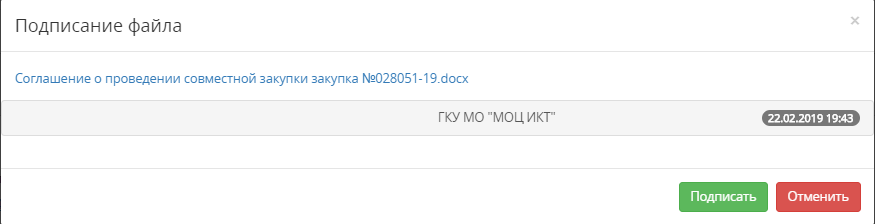 Подписание файла ×
Соглашение о проведении совместной закупки закупка №028051-19.docx
ГКУ МО "МОЦ ИКТ" 22.02.2019 19:43
Подписать Отменить